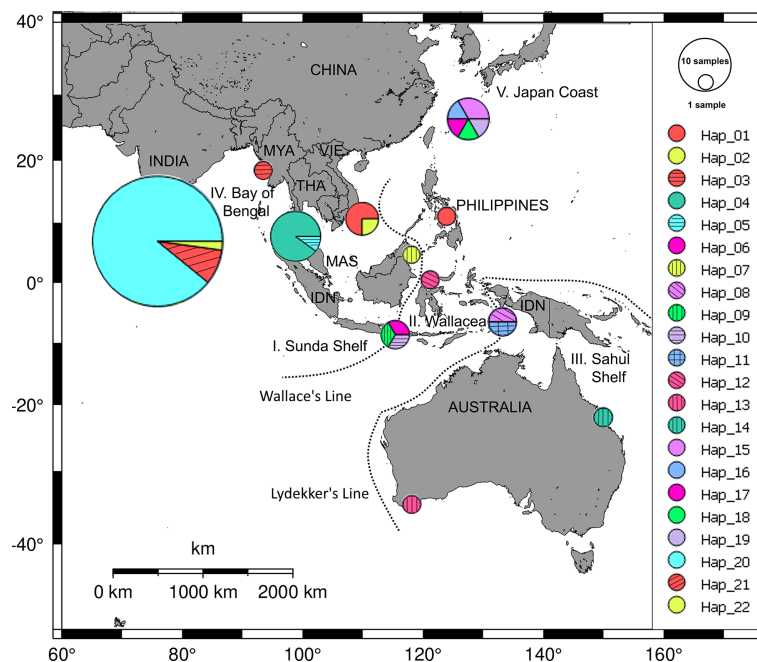 40°
20°
0°
-20°
-40°
60°
80°
100°
120°
140°
160°
CHINA
V. Japan Coast
INDIA
MYA
VIE.
THA
IV. Bay of
Bengal
PHILIPPINES
MAS
IDN
IDN
II. Wallacea
I. Sunda Shelf
III. Sahul
Shelf
Wallace's Line
AUSTRALIA
Lydekker's Line
km
0 km 1000 km 2000 km
10 samples
1 sample
Hap_01
Hap_02
Hap_03
Hap_04
Hap_05
Hap_06
Hap_07
Hap_08
Hap_09
Hap_10
Hap_11
Hap_12
Hap_13
Hap_14
Hap_15
Hap_16
Hap_17
Hap_18
Hap_19
Hap_20
Hap_21
Hap_22